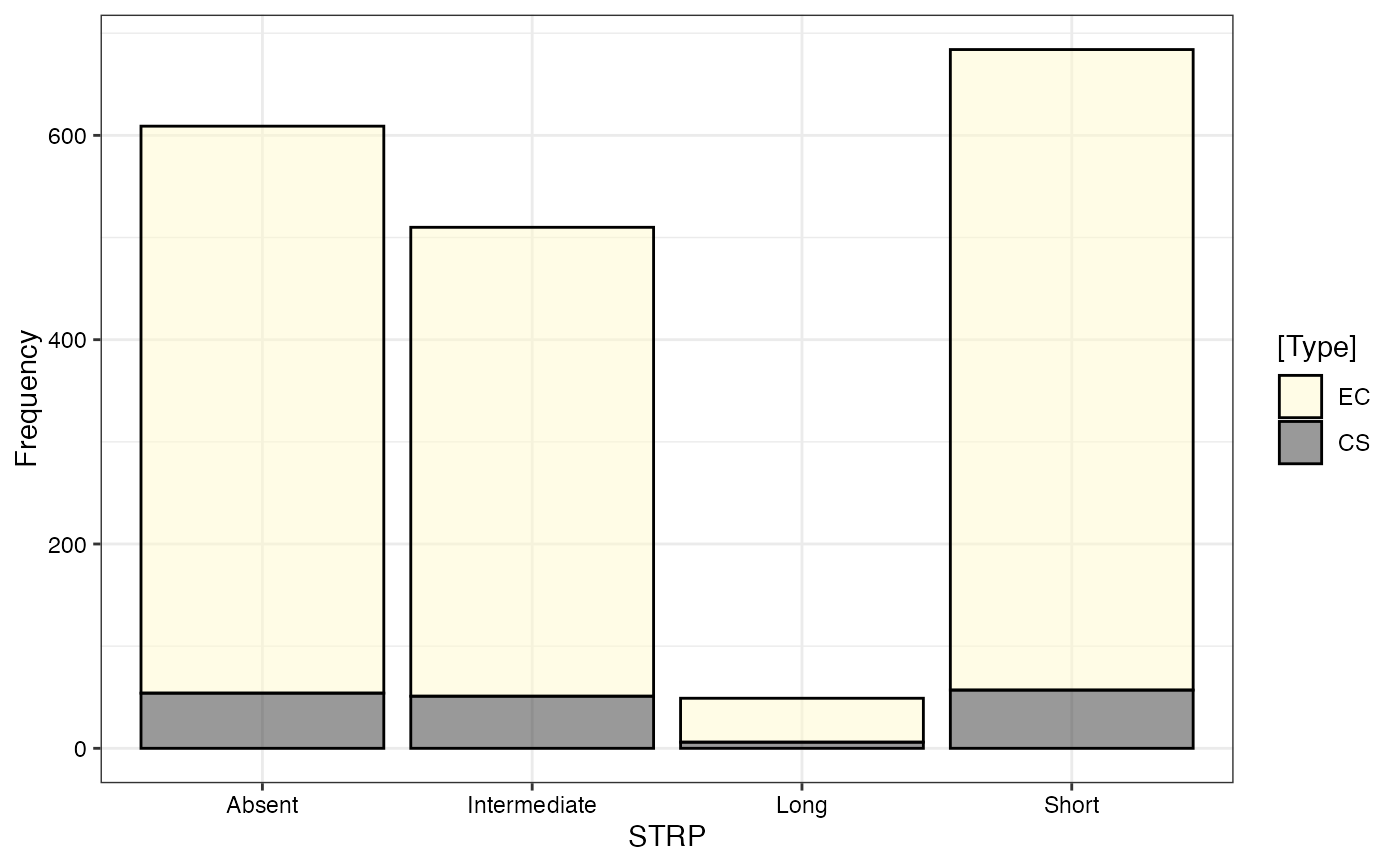 Frequency
600
400
200
0
Absent
Intermediate
Long
Short
STRP
[Type]
EC
CS